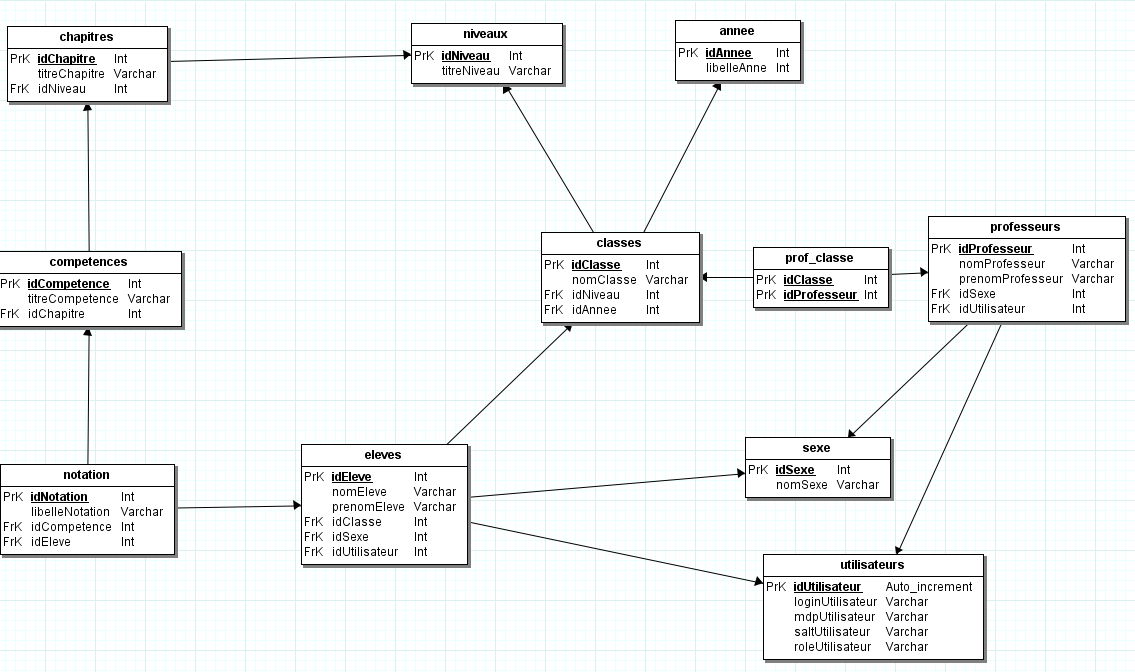 chapitres
PrK idChapitre Int
titreChapitre Varchar
FrK idNiveau Int
niveaux
PrK idNiveau Int
titreNiveau Varchar
annee
PrK idAnnee Int
libelleAnne Int
competences
PrK idCompetence Int
titreCompetence Varchar
FrK idChapitre Int
classes
PrK idClasse Int
nomClasse Varchar
FrK idNiveau Int
FrK idAnnee Int
prof_classe
PrK idClasse Int
PrK idProfesseur Int
professeurs
PrK idProfesseur Int
nomProfesseur Varchar
prenomProfesseur Varchar
FrK idSexe Int
FrK idUtilisateur Int
notation
PrK idNotation Int
libelleNotation Varchar
FrK idCompetence Int
FrK idEleve Int
eleves
PrK idEleve Int
nomEleve Varchar
prenomEleve Varchar
FrK idClasse Int
FrK idSexe Int
FrK idUtilisateur Int
sexe
PrK idSexe Int
nomSexe Varchar
utilisateurs
PrK idUtilisateur Auto_increment
loginUtilisateur Varchar
mdpUtilisateur Varchar
saltUtilisateur Varchar
roleUtilisateur Varchar